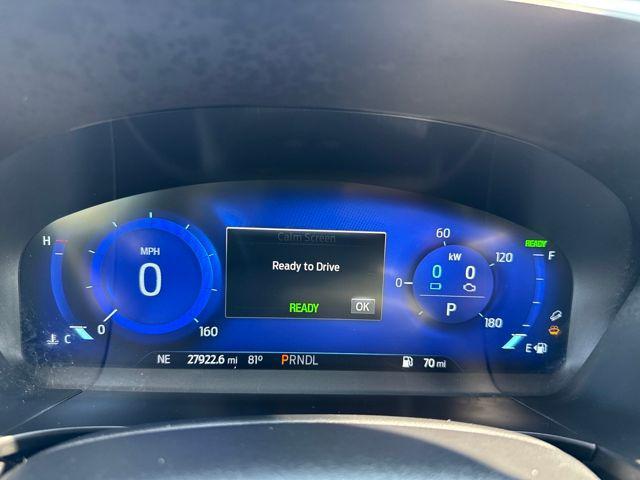 Calm Screen
Ready to Drive
READY
OK
H
C
MPH
0
0
160
60
120
0
180
kW
0 0
P
READY
F
E
NE 27922.6 mi 81° PRNDL 70 mi